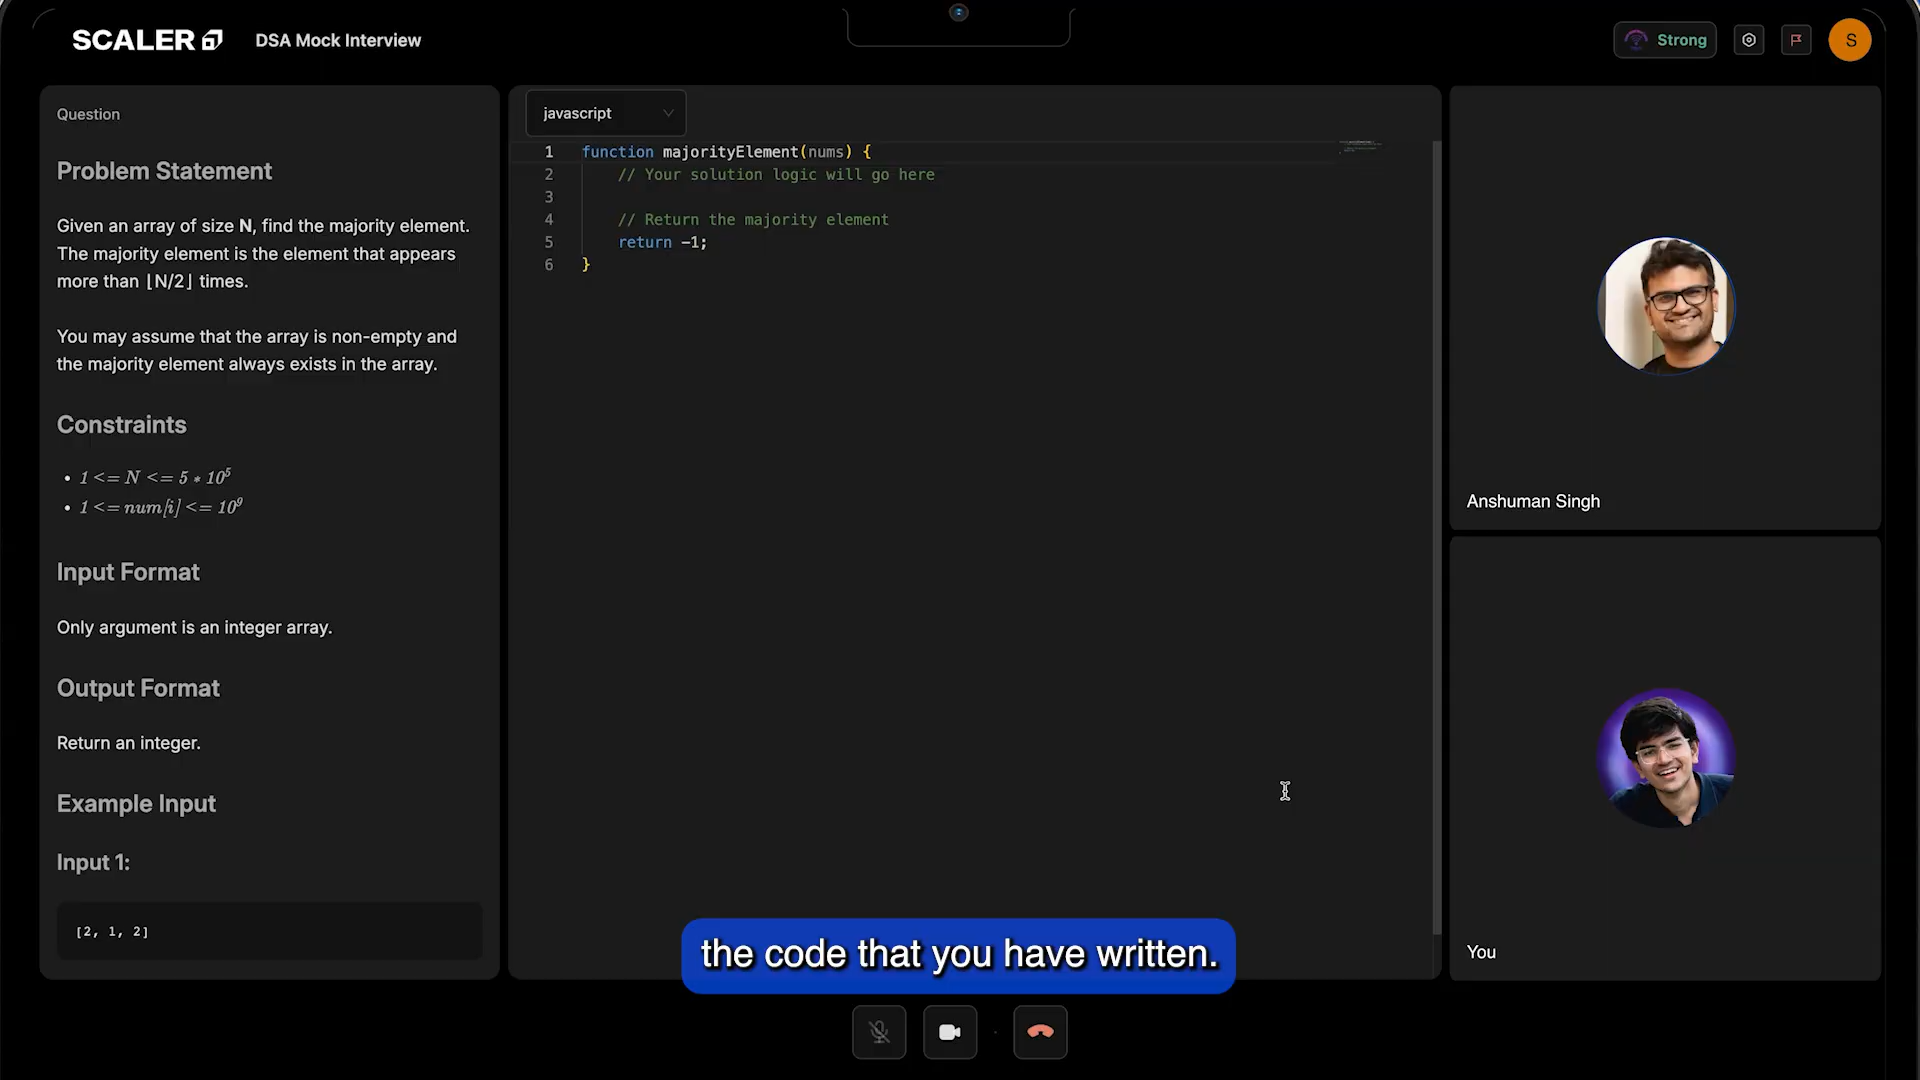 SCALER
DSA Mock Interview
Strong
S
Question
Problem Statement
Given an array of size N, find the majority element.
The majority element is the element that appears
more than ⌊N/2⌋ times.
You may assume that the array is non-empty and
the majority element always exists in the array.
Constraints
• 1 <= N <= 5 * 10⁵
• 1 <= num[i] <= 10⁹
Input Format
Only argument is an integer array.
Output Format
Return an integer.
Example Input
Input 1:
[2, 1, 2]
javascript
1 function majorityElement(nums) {
2 // Your solution logic will go here
3
4 // Return the majority element
5 return -1;
6 }
Anshuman Singh
You
the code that you have written.